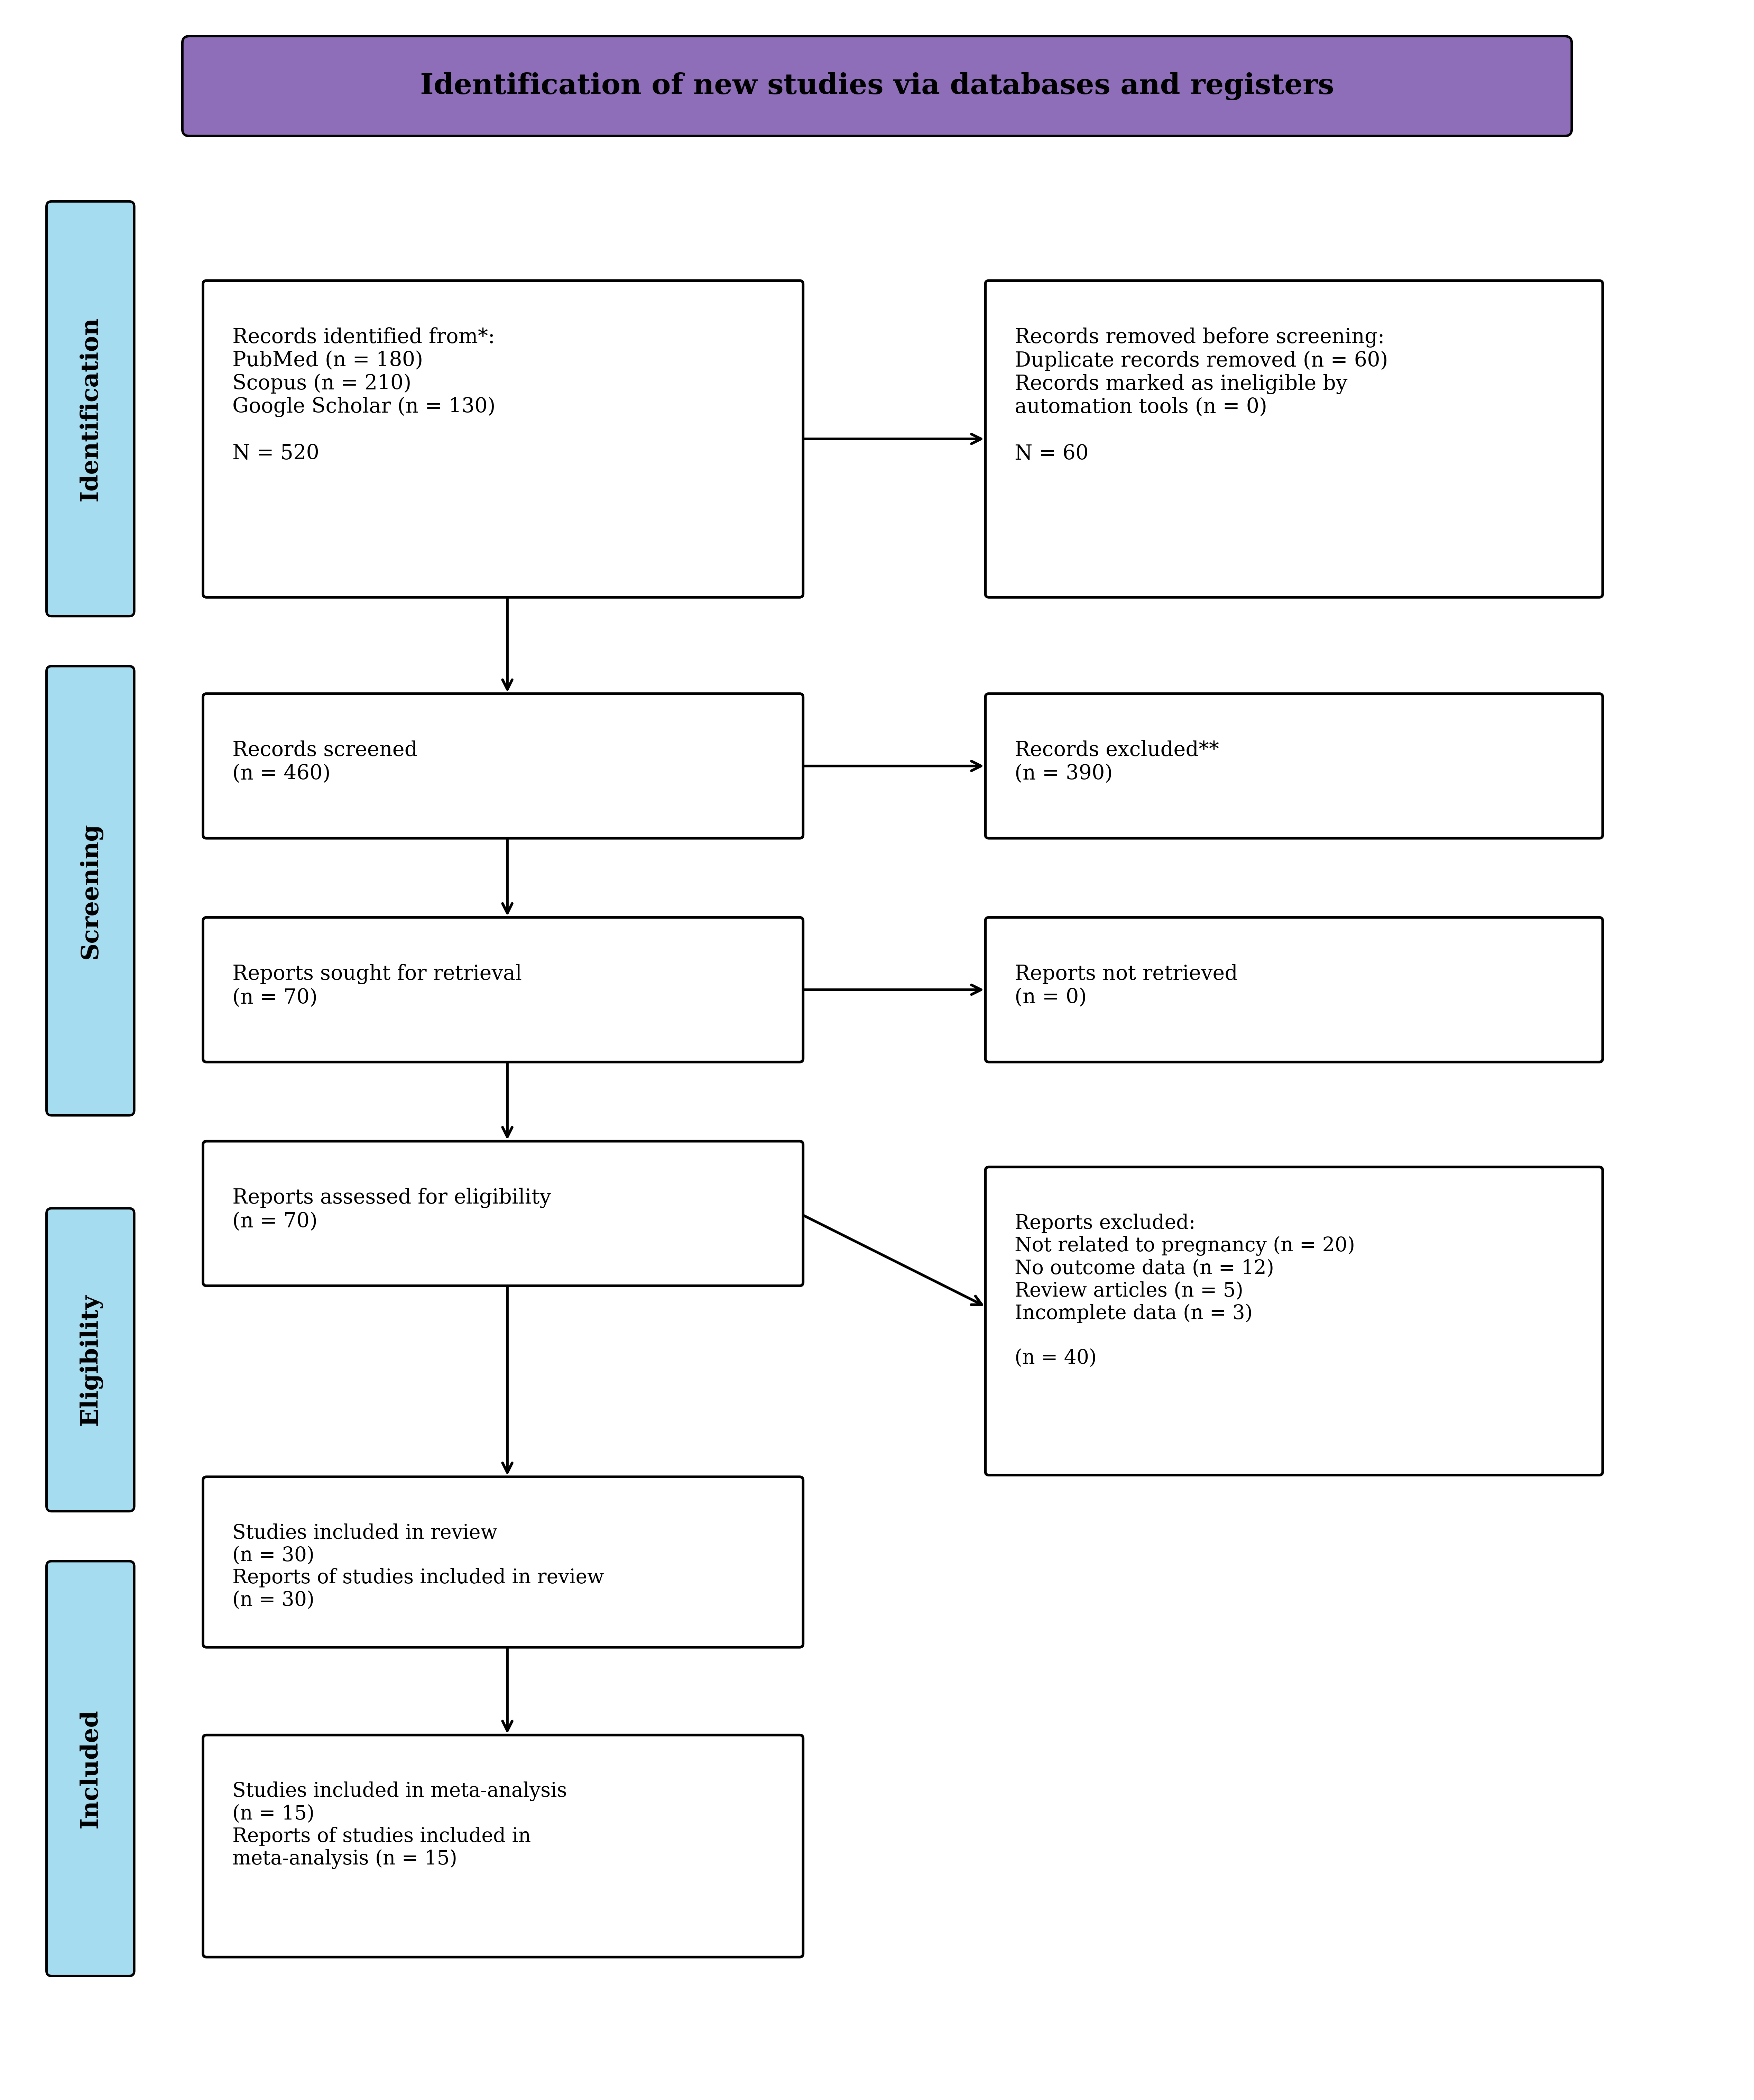 Identification of new studies via databases and registers
Identification
Records identified from*:
PubMed (n = 180)
Scopus (n = 210)
Google Scholar (n = 130)
N = 520
Records removed before screening:
Duplicate records removed (n = 60)
Records marked as ineligible by
automation tools (n = 0)
N = 60
Screening
Records screened
(n = 460)
Records excluded**
(n = 390)
Reports sought for retrieval
(n = 70)
Reports not retrieved
(n = 0)
Eligibility
Reports assessed for eligibility
(n = 70)
Reports excluded:
Not related to pregnancy (n = 20)
No outcome data (n = 12)
Review articles (n = 5)
Incomplete data (n = 3)
(n = 40)
Included
Studies included in review
(n = 30)
Reports of studies included in review
(n = 30)
Studies included in meta-analysis
(n = 15)
Reports of studies included in
meta-analysis (n = 15)